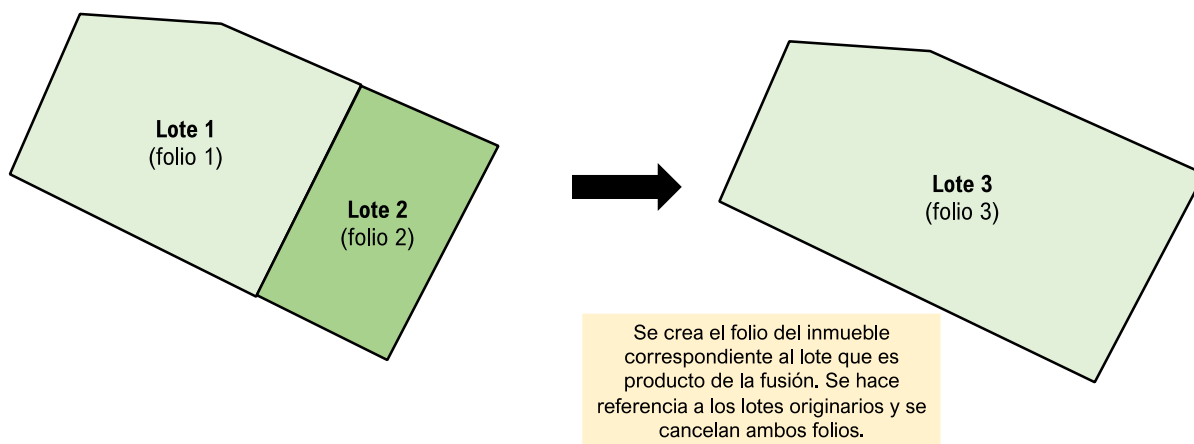 Lote 1
(folio 1)
Lote 2
(folio 2)
Lote 3
(folio 3)
Se crea el folio del inmueble
correspondiente al lote que es
producto de la fusión. Se hace
referencia a los lotes originarios y se
cancelan ambos folios.